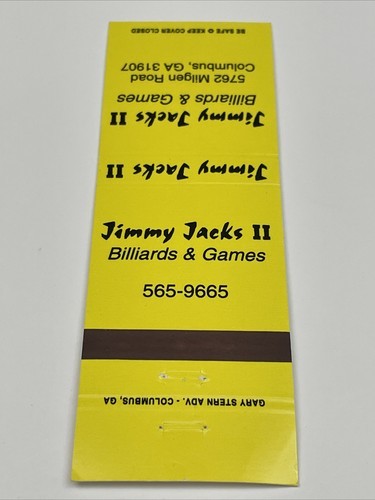 BE SAFE ✪ KEEP COVER CLOSED
Jimmy Jacks II
Billiards & Games
5762 Milgen Road
Columbus, GA 31907
Jimmy Jacks II
Jimmy Jacks II
Billiards & Games
565-9665
GARY STERN ADV. - COLUMBUS, GA